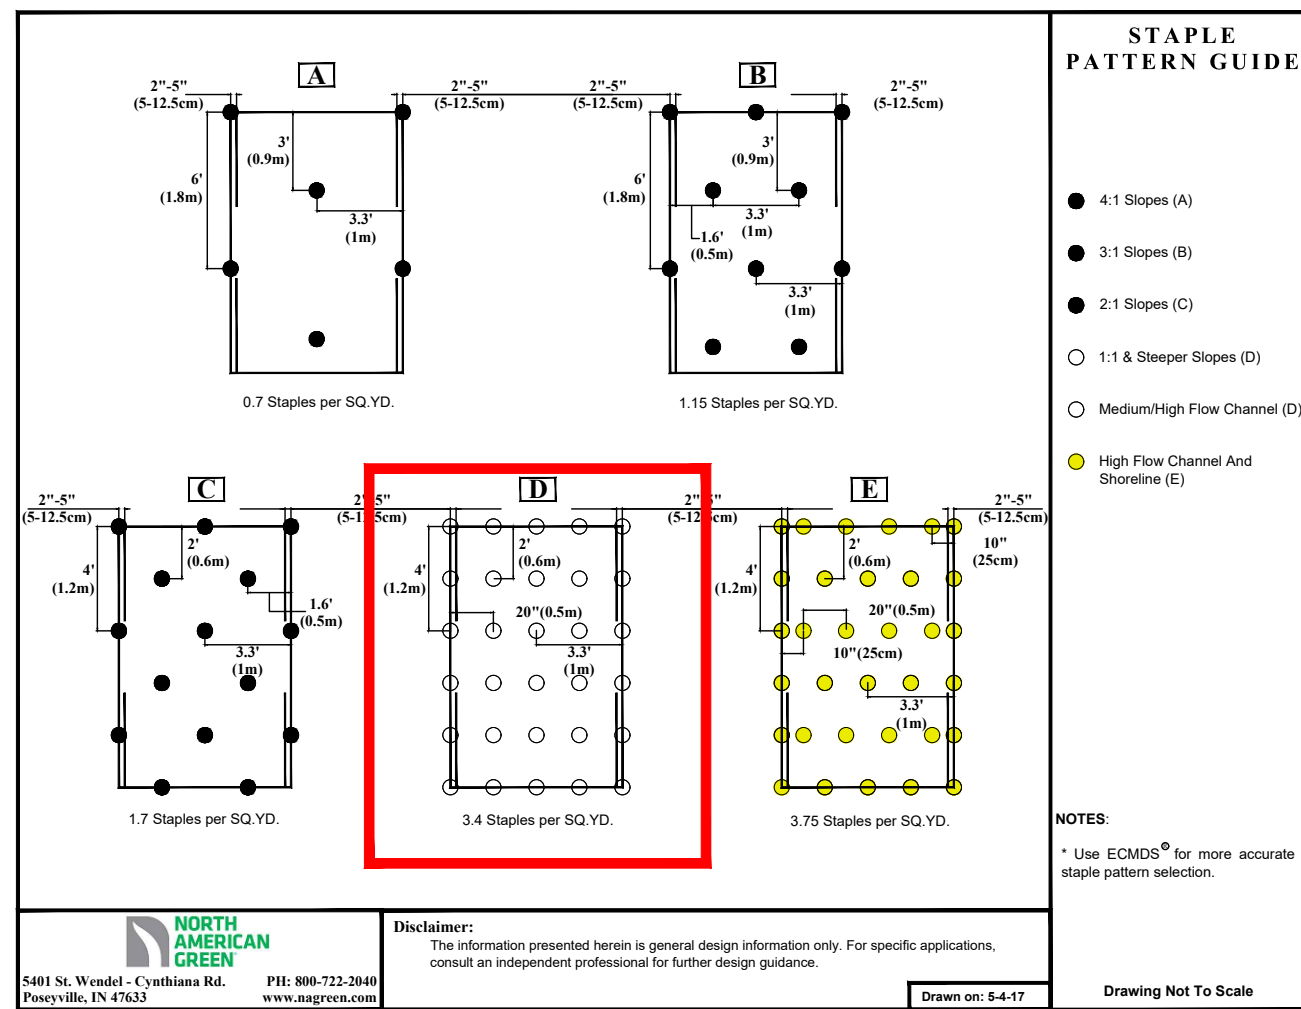 STAPLE
PATTERN GUIDE
A
2"-5"
(5-12.5cm)
2"-5"
(5-12.5cm)
3'
(0.9m)
6'
(1.8m)
3.3'
(1m)
0.7 Staples per SQ.YD.
B
2"-5"
(5-12.5cm)
2"-5"
(5-12.5cm)
3'
(0.9m)
6'
(1.8m)
3.3'
(1m)
1.6'
(0.5m)
3.3'
(1m)
1.15 Staples per SQ.YD.
4:1 Slopes (A)
3:1 Slopes (B)
2:1 Slopes (C)
1:1 & Steeper Slopes (D)
Medium/High Flow Channel (D)
High Flow Channel And
Shoreline (E)
C
2"-5"
(5-12.5cm)
2"-5"
(5-12.5cm)
2'
(0.6m)
4'
(1.2m)
1.6'
(0.5m)
3.3'
(1m)
1.7 Staples per SQ.YD.
D
2"-5"
(5-12.5cm)
2'
(0.6m)
4'
(1.2m)
20"(0.5m)
3.3'
(1m)
3.4 Staples per SQ.YD.
E
2"-5"
(5-12.5cm)
10"
(25cm)
2'
(0.6m)
4'
(1.2m)
20"(0.5m)
10"(25cm)
3.3'
(1m)
3.75 Staples per SQ.YD.
NOTES:
* Use ECMDS® for more accurate
staple pattern selection.
NORTH
AMERICAN
GREEN
5401 St. Wendel - Cynthiana Rd. PH: 800-722-2040
Poseyville, IN 47633 www.nagreen.com
Disclaimer:
The information presented herein is general design information only. For specific applications,
consult an independent professional for further design guidance.
Drawn on: 5-4-17
Drawing Not To Scale